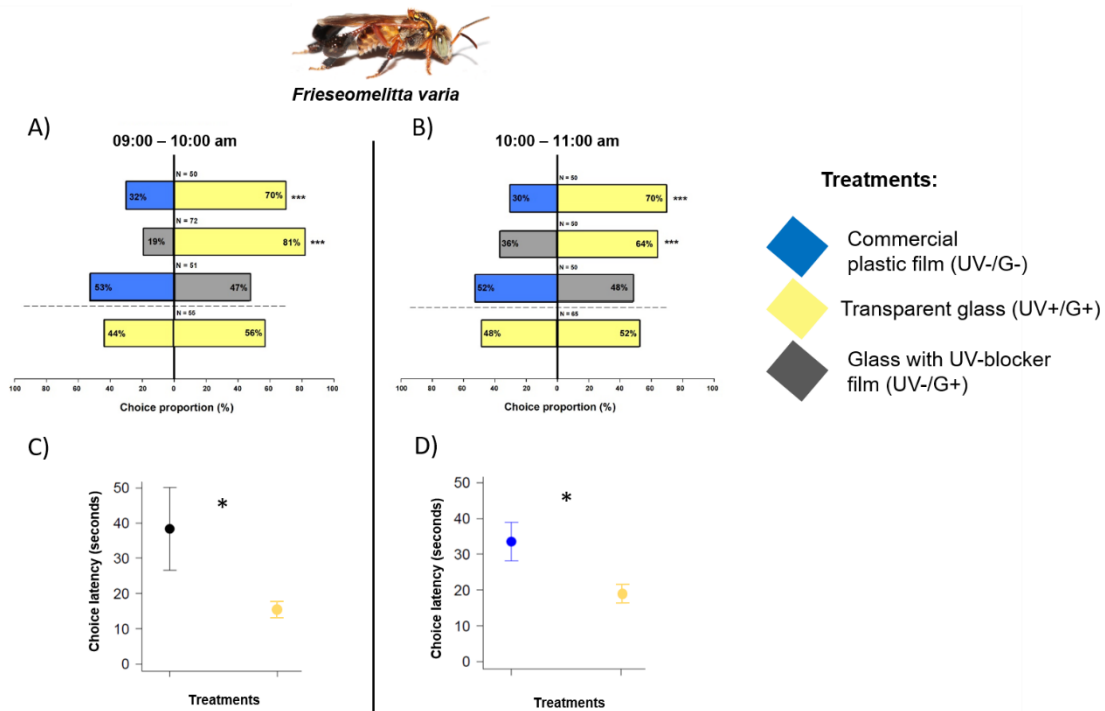 Frieseomelitta varia
A)
09:00 – 10:00 am
N = 50
32%
70%
***
N = 72
19%
81%
***
N = 51
53%
47%
N = 55
44%
56%
100 80 60 40 20 0 20 40 60 80 100
Choice proportion (%)
B)
10:00 – 11:00 am
N = 50
30%
70%
***
N = 50
36%
64%
***
N = 50
52%
48%
N = 65
48%
52%
100 80 60 40 20 0 20 40 60 80 100
Choice proportion (%)
Treatments:
Commercial
plastic film (UV-/G-)
Transparent glass (UV+/G+)
Glass with UV-blocker
film (UV-/G+)
C)
Choice latency (seconds)
50
40
30
20
10
0
*
Treatments
D)
Choice latency (seconds)
50
40
30
20
10
0
*
Treatments